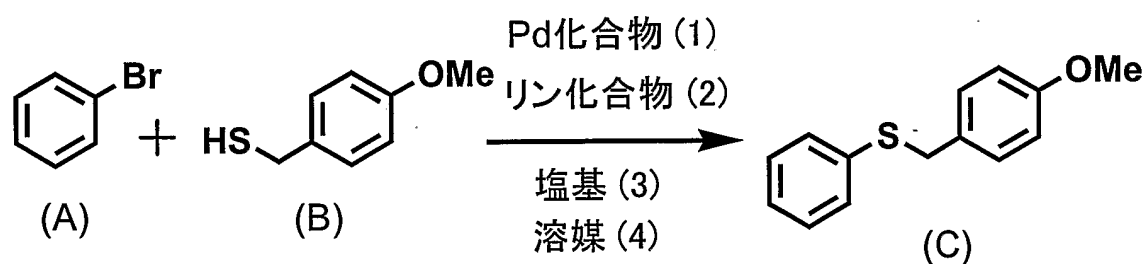 Pd化合物 (1)
リン化合物 (2)
Br
OMe
HS
+
塩基 (3)
溶媒 (4)
OMe
S
(A)
(B)
(C)